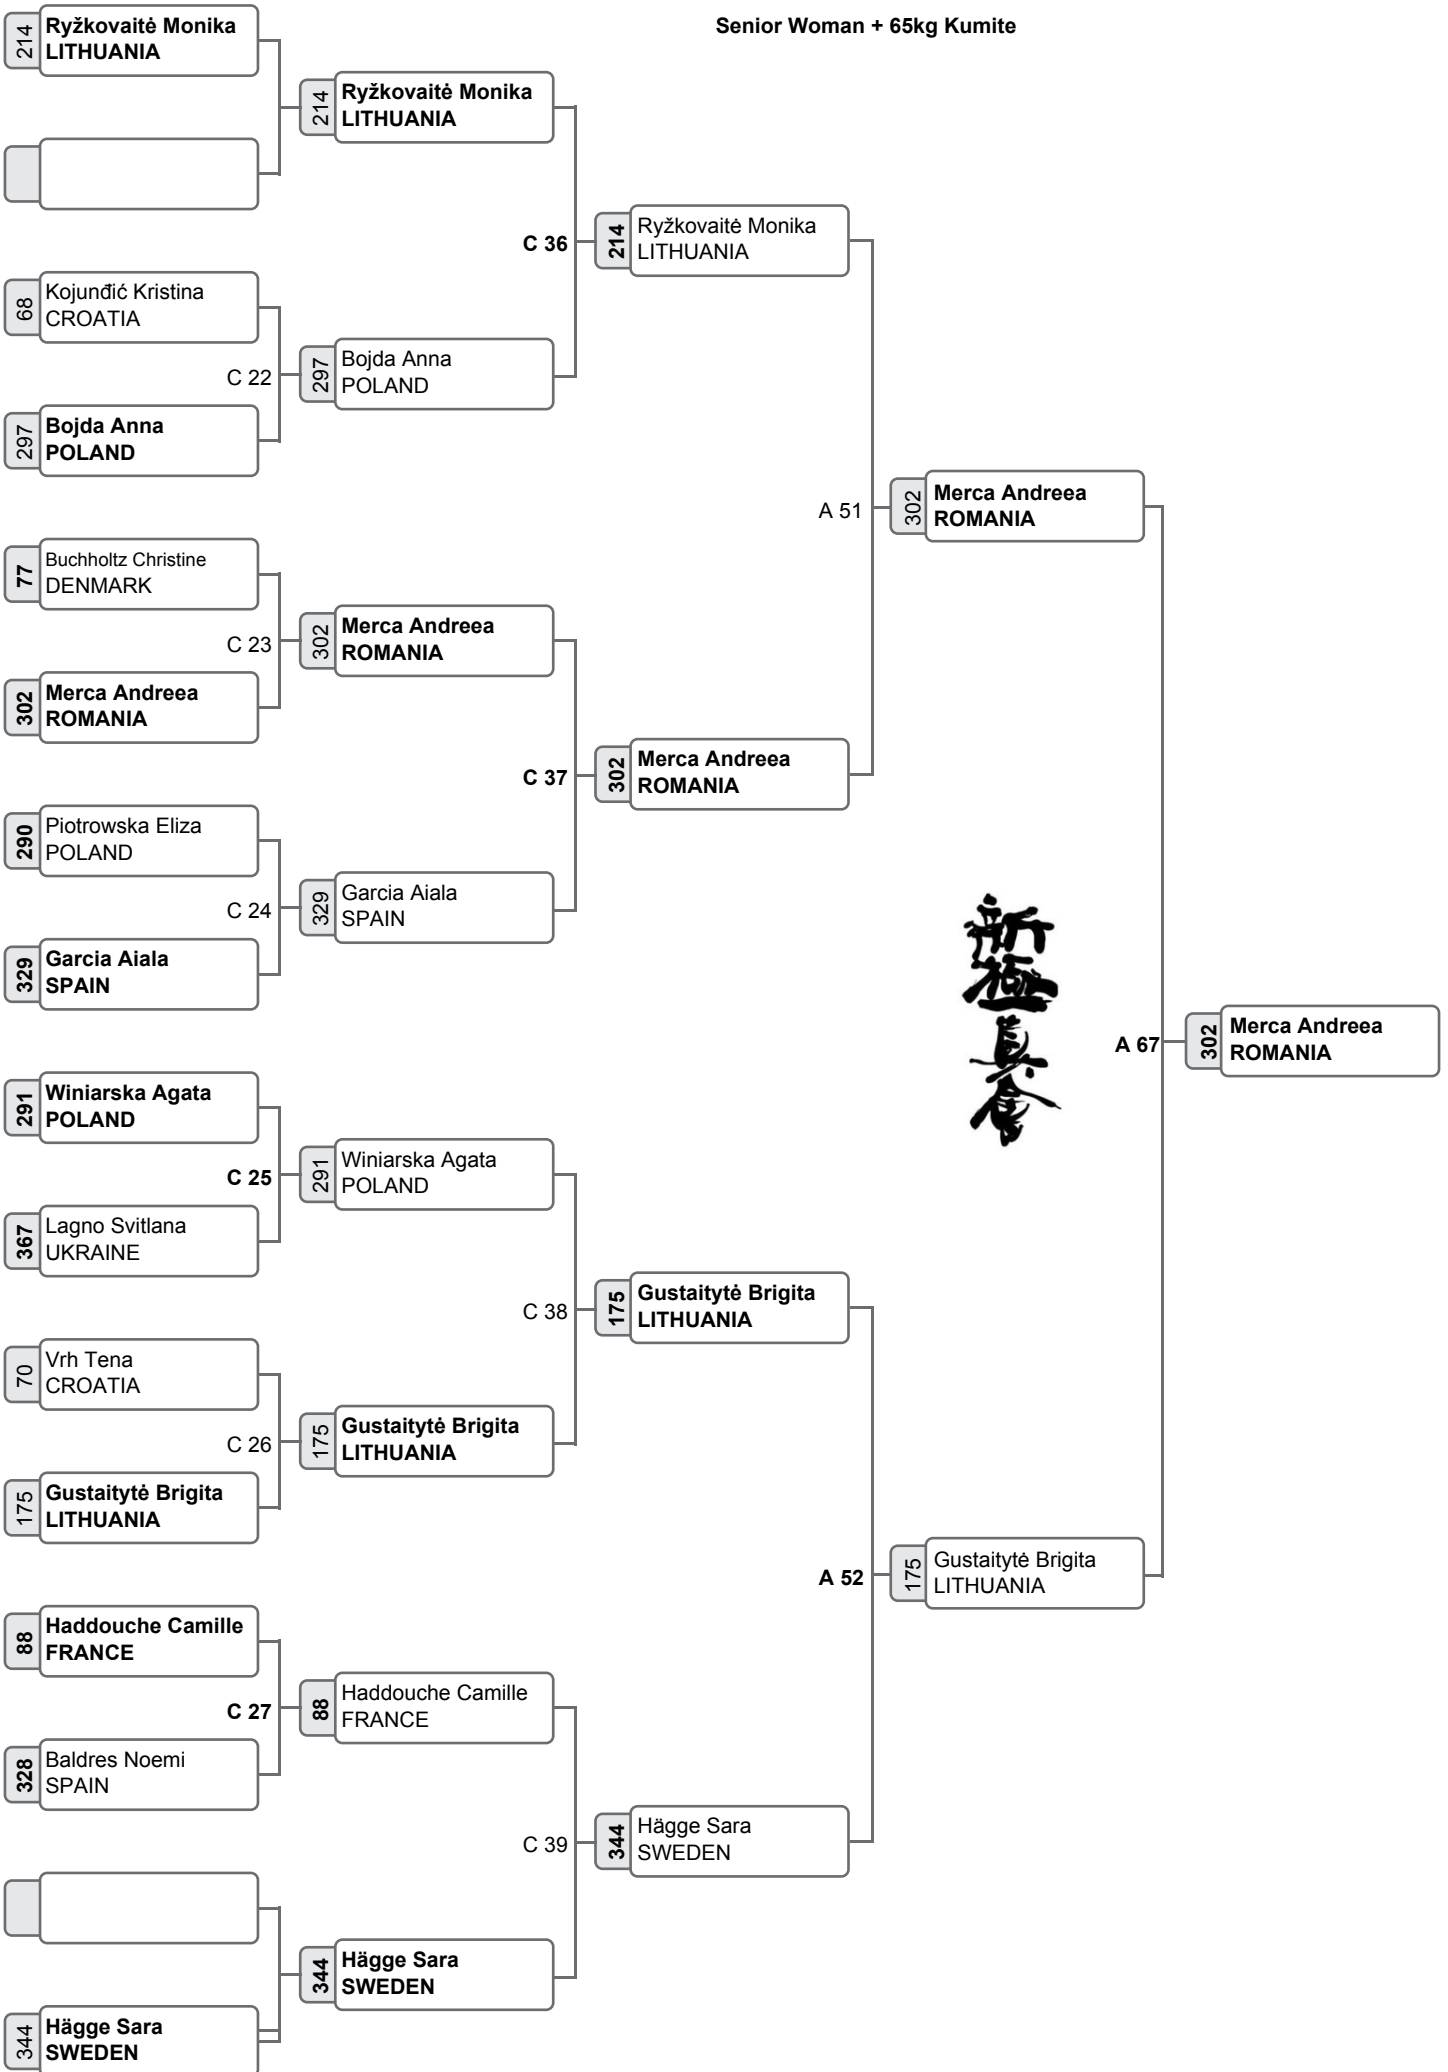 Senior Woman + 65kg Kumite
214
Ryžkovaitė Monika
LITHUANIA
68
Kojunđić Kristina
CROATIA
C 22
297
Bojda Anna
POLAND
77
Buchholtz Christine
DENMARK
C 23
302
Merca Andreea
ROMANIA
290
Piotrowska Eliza
POLAND
C 24
329
Garcia Aiala
SPAIN
291
Winiarska Agata
POLAND
C 25
367
Lagno Svitlana
UKRAINE
70
Vrh Tena
CROATIA
C 26
175
Gustaitytė Brigita
LITHUANIA
88
Haddouche Camille
FRANCE
C 27
328
Baldres Noemi
SPAIN
344
Hägge Sara
SWEDEN
214
Ryžkovaitė Monika
LITHUANIA
C 36
297
Bojda Anna
POLAND
302
Merca Andreea
ROMANIA
C 37
329
Garcia Aiala
SPAIN
291
Winiarska Agata
POLAND
C 38
175
Gustaitytė Brigita
LITHUANIA
88
Haddouche Camille
FRANCE
C 39
344
Hägge Sara
SWEDEN
214
Ryžkovaitė Monika
LITHUANIA
A 51
302
Merca Andreea
ROMANIA
175
Gustaitytė Brigita
LITHUANIA
A 52
344
Hägge Sara
SWEDEN
302
Merca Andreea
ROMANIA
新極真会
A 67
175
Gustaitytė Brigita
LITHUANIA
302
Merca Andreea
ROMANIA